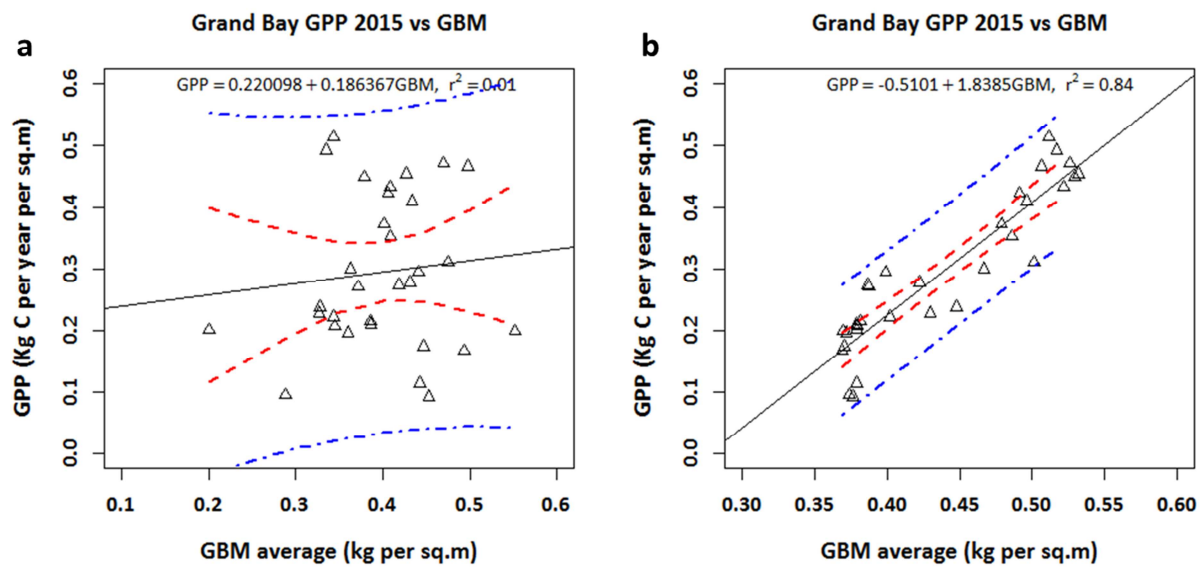 a
Grand Bay GPP 2015 vs GBM
GPP = 0.220098 + 0.186367GBM, r² = 0.01
GPP (Kg C per year per sq.m)
0.6
0.5
0.4
0.3
0.2
0.1
0.0
0.1 0.2 0.3 0.4 0.5 0.6
GBM average (kg per sq.m)
b
Grand Bay GPP 2015 vs GBM
GPP = -0.5101 + 1.8385GBM, r² = 0.84
GPP (Kg C per year per sq.m)
0.6
0.5
0.4
0.3
0.2
0.1
0.0
0.30 0.35 0.40 0.45 0.50 0.55 0.60
GBM average (kg per sq.m)